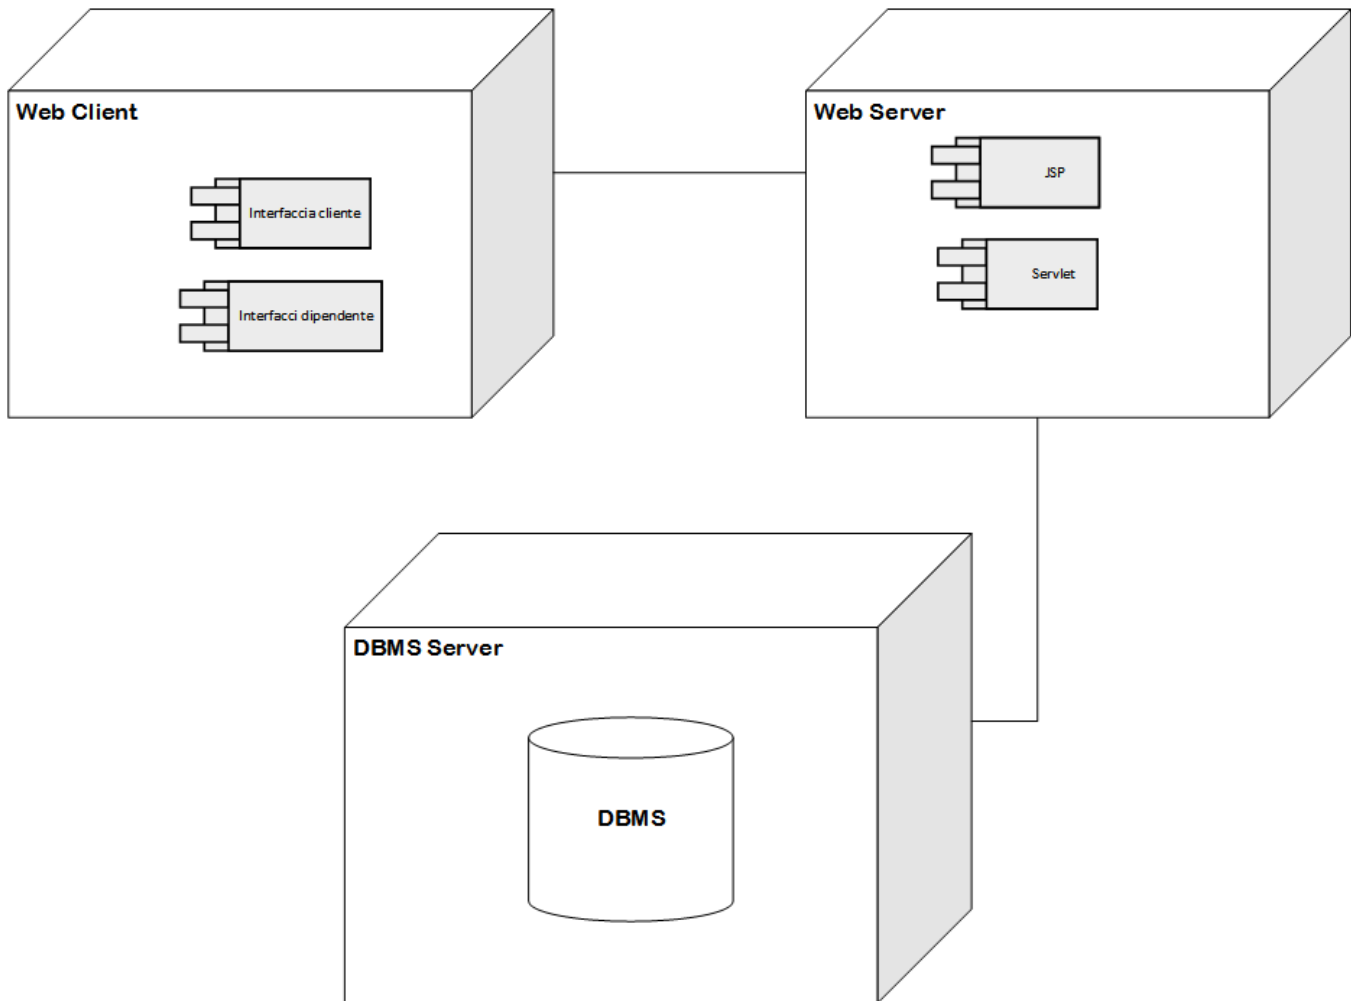 Web Client
Interfaccia cliente
Interfacci dipendente
Web Server
JSP
Servlet
DBMS Server
DBMS